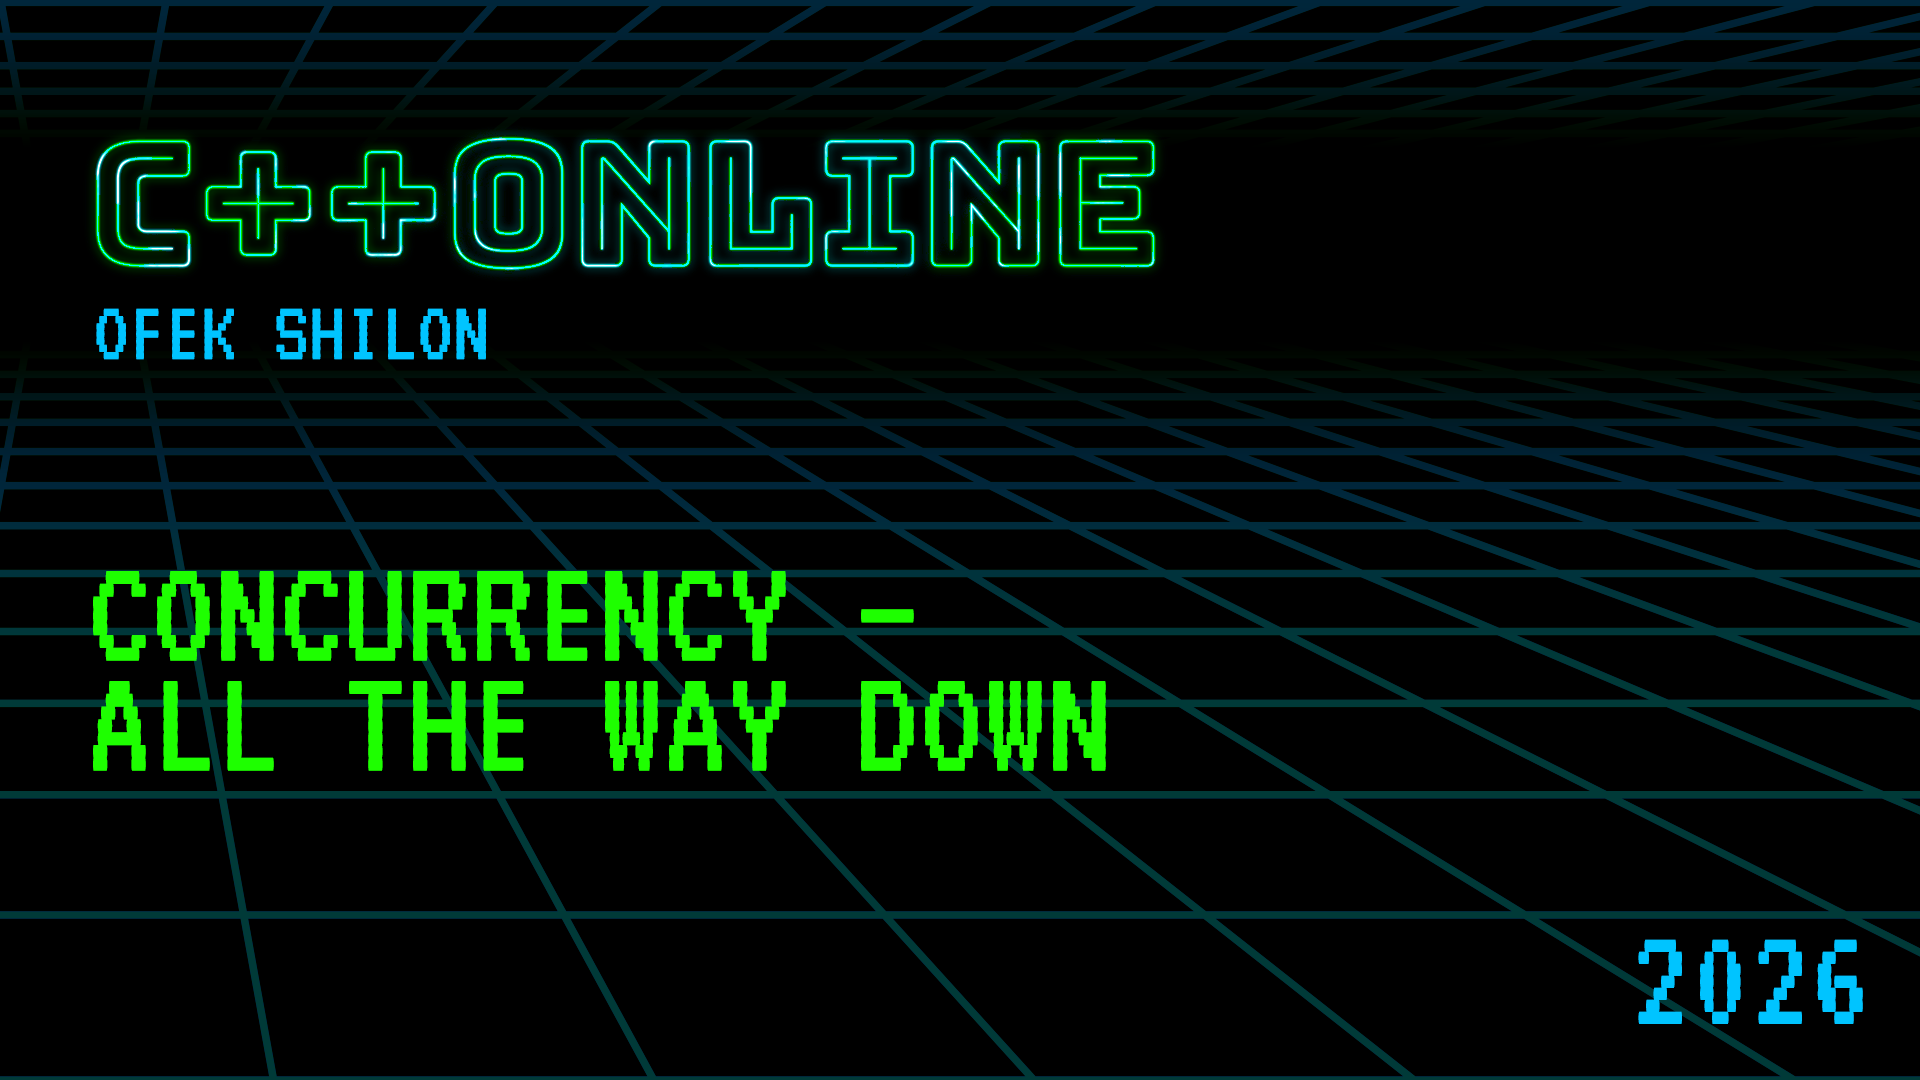 C++ONLINE
OFEK SHILON
CONCURRENCY –
ALL THE WAY DOWN
2026